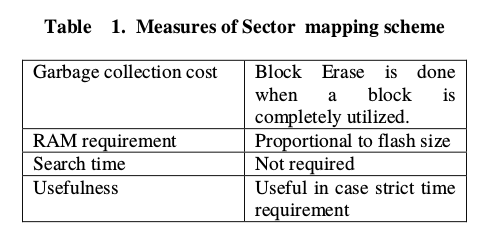 Table 1. Measures of Sector mapping scheme
Garbage collection cost
Block Erase is done
when a block is
completely utilized.
RAM requirement
Proportional to flash size
Search time
Not required
Usefulness
Useful in case strict time
requirement